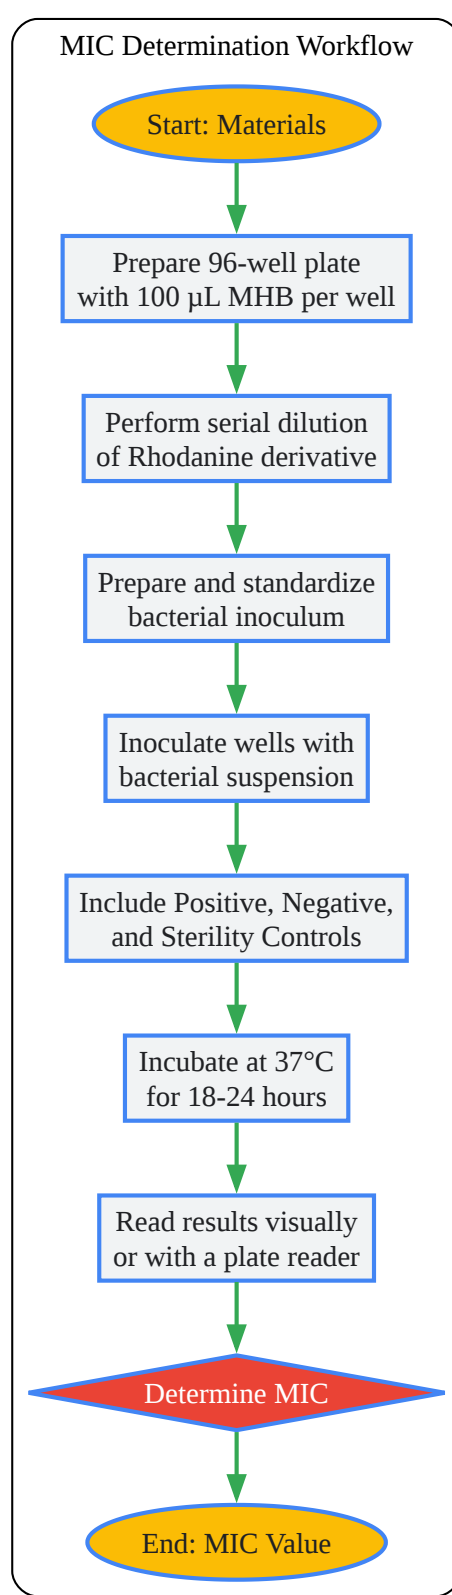 MIC Determination Workflow
Start: Materials
Prepare 96-well plate
with 100 µL MHB per well
Perform serial dilution
of Rhodanine derivative
Prepare and standardize
bacterial inoculum
Inoculate wells with
bacterial suspension
Include Positive, Negative,
and Sterility Controls
Incubate at 37°C
for 18-24 hours
Read results visually
or with a plate reader
Determine MIC
End: MIC Value